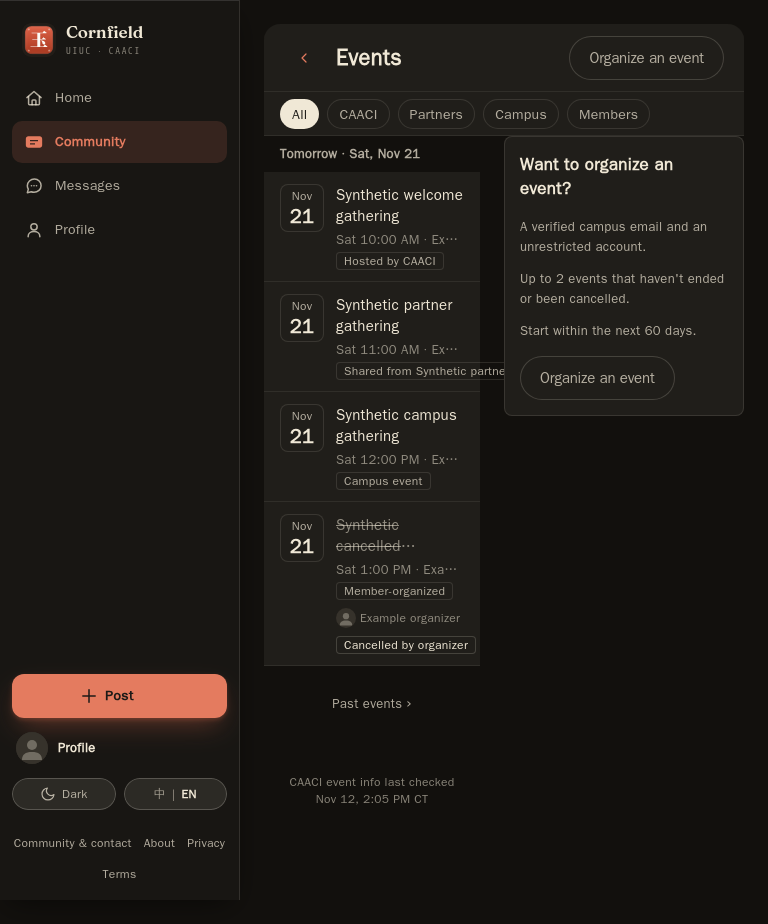 Cornfield
UIUC · CAACI
Home
Community
Messages
Profile
Post
Profile
Dark
中 | EN
Community & contact About Privacy
Terms
Events
Organize an event
All CAACI Partners Campus Members
Tomorrow · Sat, Nov 21
Nov
21
Synthetic welcome
gathering
Sat 10:00 AM · Ex···
Hosted by CAACI
Nov
21
Synthetic partner
gathering
Sat 11:00 AM · Ex···
Shared from Synthetic partne
Nov
21
Synthetic campus
gathering
Sat 12:00 PM · Ex···
Campus event
Nov
21
Synthetic
cancelled···
Sat 1:00 PM · Exa···
Member-organized
Example organizer
Cancelled by organizer
Past events ›
CAACI event info last checked
Nov 12, 2:05 PM CT
Want to organize an
event?
A verified campus email and an
unrestricted account.
Up to 2 events that haven't ended
or been cancelled.
Start within the next 60 days.
Organize an event